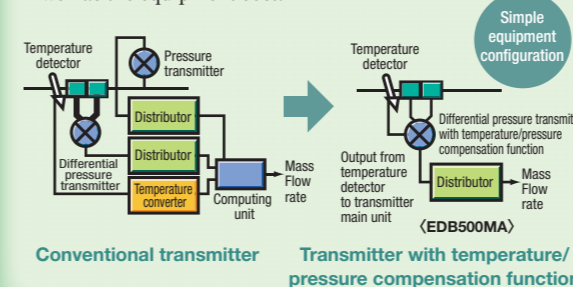 Simple
equipment
configuration
Temperature
detector
Pressure
transmitter
Distributor
Distributor
Differential
pressure
transmitter
Temperature
converter
Computing
unit
Mass
Flow
rate
Conventional transmitter
Temperature
detector
Differential pressure transmit
with temperature/pressure
compensation function
Output from
temperature
detector
to transmitter
main unit
Distributor
Mass
Flow
rate
〈EDB500MA〉
Transmitter with temperature/
pressure compensation function